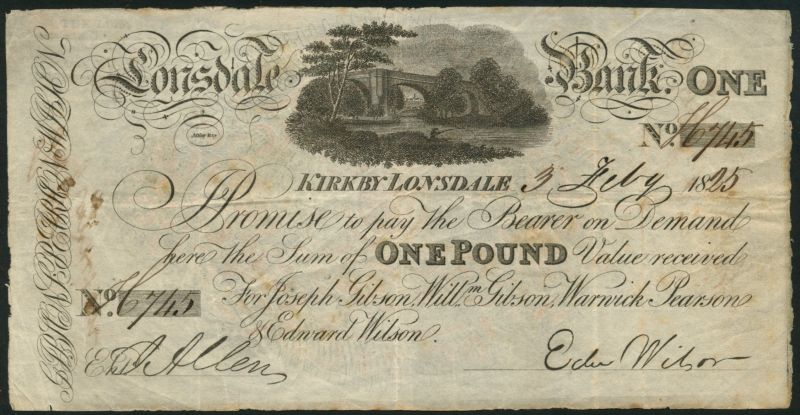 Lonsdale Bank. ONE
No. 6745
KIRKBY LONSDALE 3 Feby 1825
I Promise to pay the Bearer on Demand
here the Sum of ONE POUND Value received
No. 6745
For Joseph Gibson, Willm. Gibson, Warwick Pearson
& Edward Wilson.
Entd J Allen
Edw Wilson